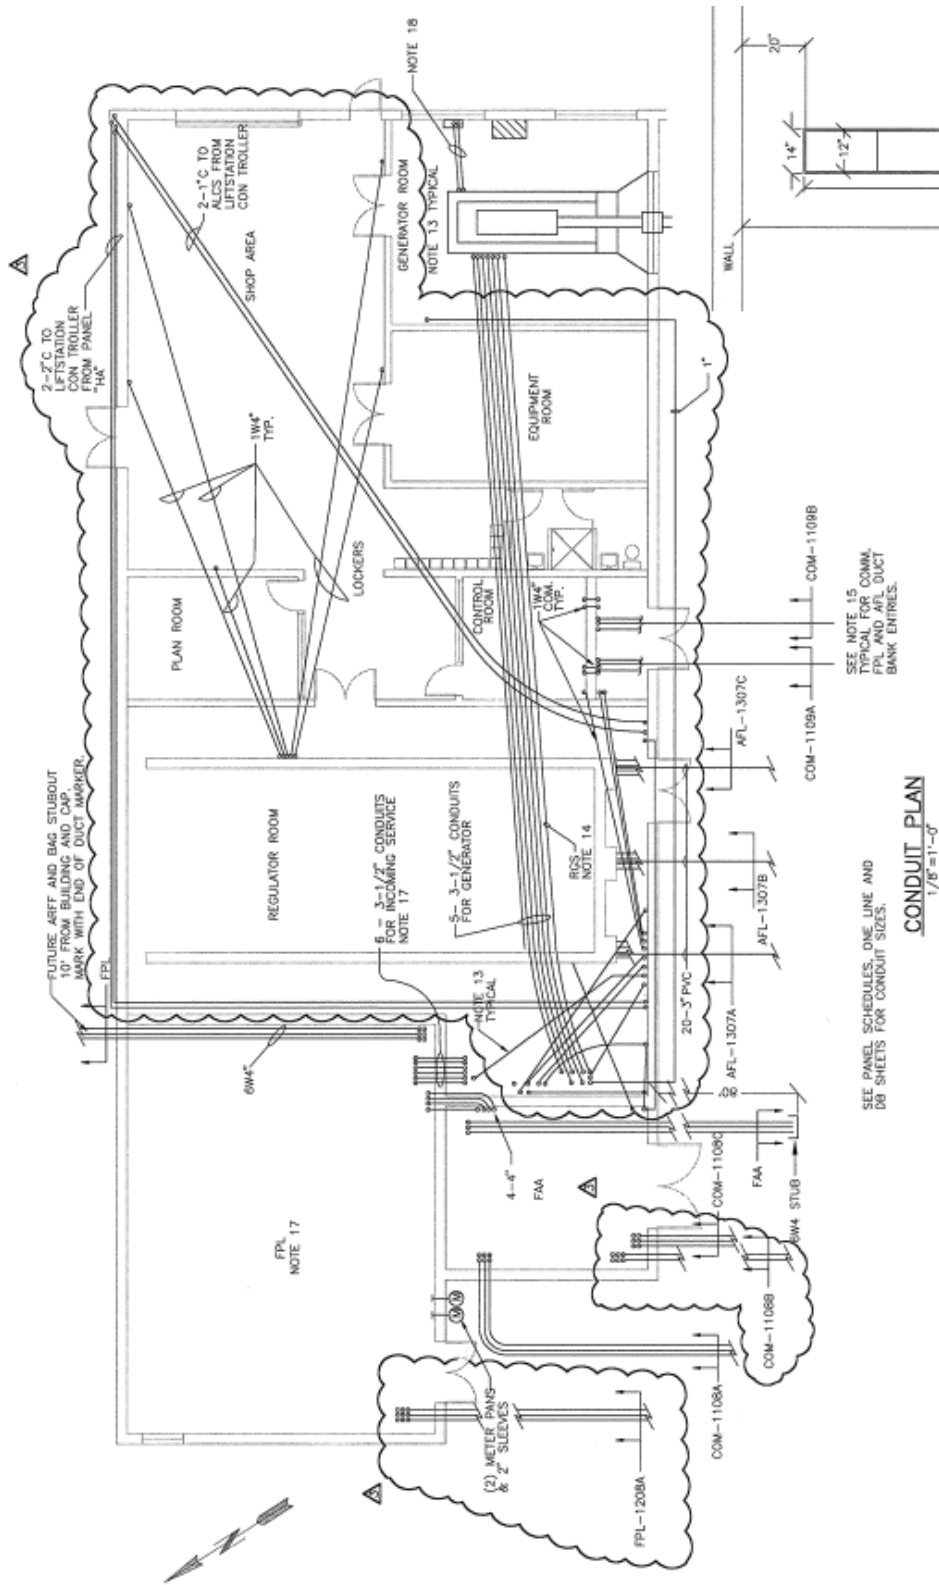 FUTURE ARFF AND BAG STUBOUT
10' FROM BUILDING AND CAP.
MARK WITH END OF DUCT MARKER.
FPL
2-2"C TO
LIFTSTATION
CON TROLLER
FROM PANEL
"HA"
3
2-1"C TO
ALCS FROM
LIFTSTATION
CON TROLLER
SHOP AREA
1W4"
TYP.
PLAN ROOM
LOCKERS
REGULATOR ROOM
6W4"
FPL
NOTE 17
6 - 3-1/2" CONDUITS
FOR INCOMING SERVICE
NOTE 17
5- 3-1/2" CONDUITS
FOR GENERATOR
NOTE 13
TYPICAL
RGS
NOTE 14
CONTROL
ROOM
1W4"
COM.
TYP.
EQUIPMENT
ROOM
GENERATOR ROOM
NOTE 13 TYPICAL
NOTE 18
4-4"
FAA
3
(2) METER PANS
& 2" SLEEVES
M
M
3
20-3"PVC
1"
60'
FPL-1208A
COM-1108A
COM-1108B
COM-1108C
6W4 STUB
FAA
AFL-1307A
AFL-1307B
AFL-1307C
COM-1109A
COM-1109B
SEE NOTE 15
TYPICAL FOR COMM,
FPL AND AFL DUCT
BANK ENTRIES.
WALL
20"
14"
12"
SEE PANEL SCHEDULES, ONE LINE AND
DB SHEETS FOR CONDUIT SIZES.
CONDUIT PLAN
1/8"=1'-0"
N